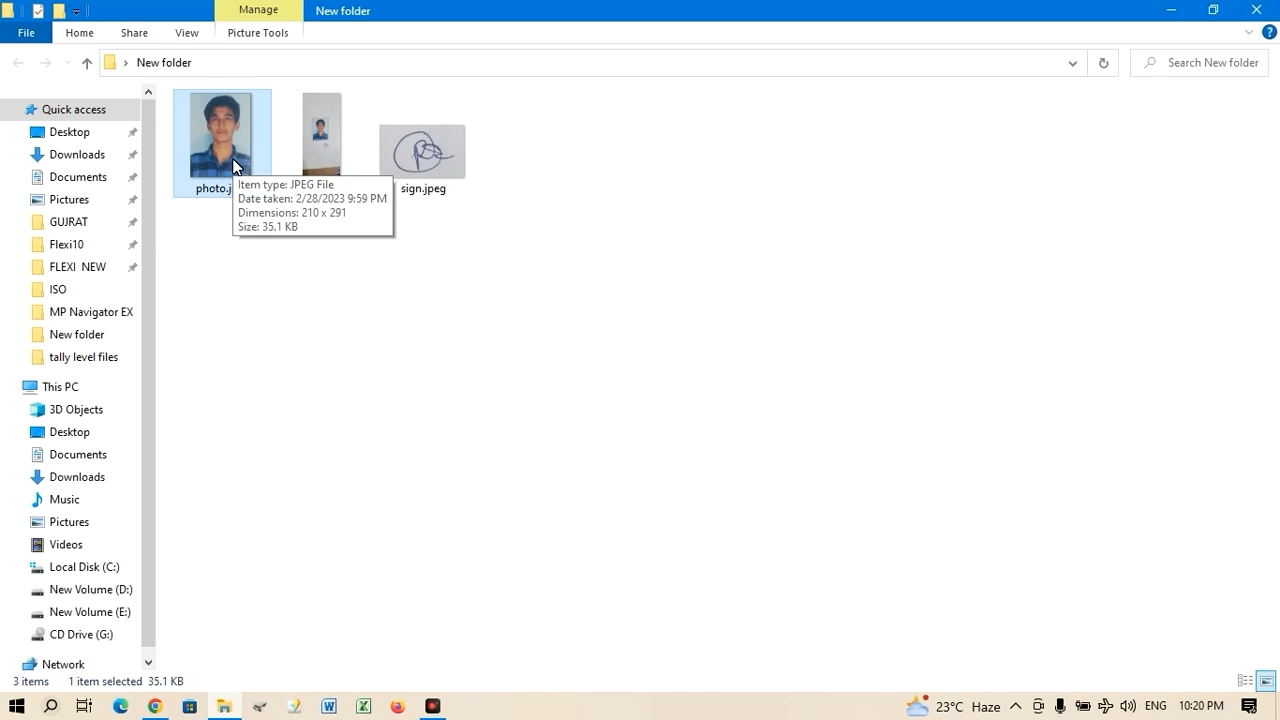 Manage
New folder
File
Home
Share
View
Picture Tools
New folder
Search New folder
Quick access
Desktop
Downloads
Documents
Pictures
GUJRAT
Flexi10
FLEXI NEW
ISO
MP Navigator EX
New folder
tally level files
This PC
3D Objects
Desktop
Documents
Downloads
Music
Pictures
Videos
Local Disk (C:)
New Volume (D:)
New Volume (E:)
CD Drive (G:)
Network
photo.j
sign.jpeg
Item type: JPEG File
Date taken: 2/28/2023 9:59 PM
Dimensions: 210 x 291
Size: 35.1 KB
3 items
1 item selected 35.1 KB
23°C Haze
ENG
10:20 PM